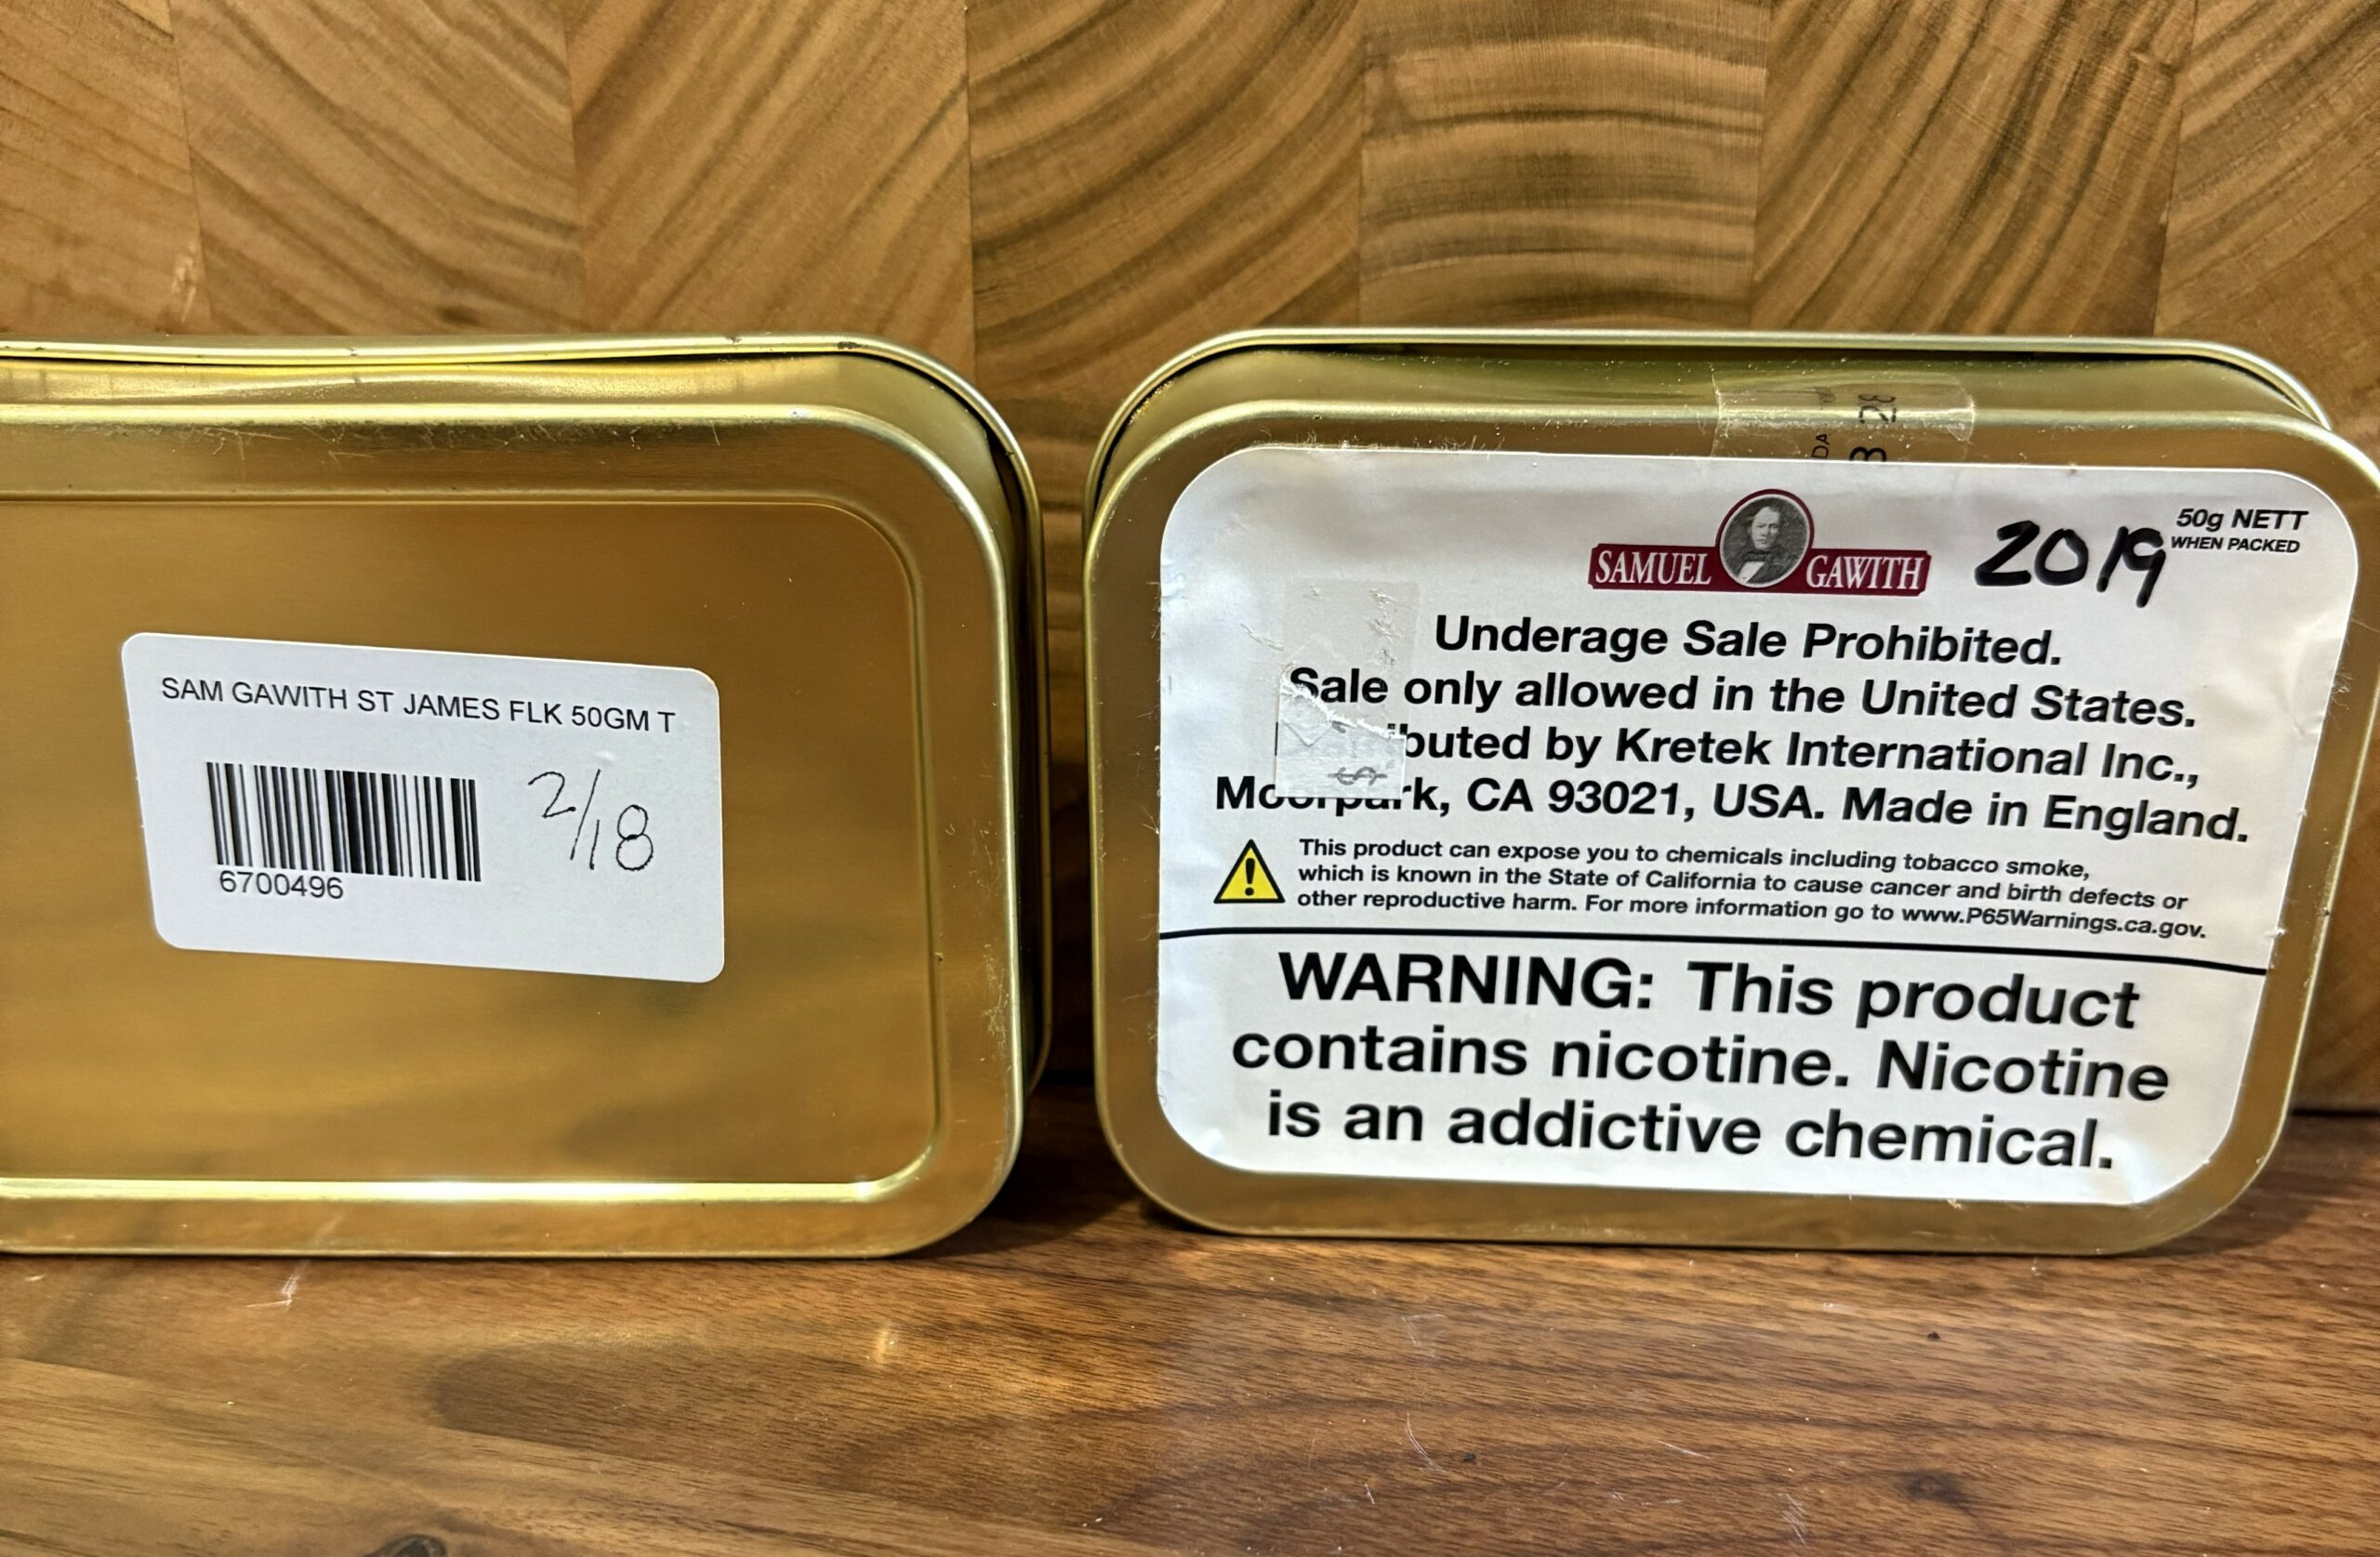 SAM GAWITH ST JAMES FLK 50GM T
2/18
6700496
SAMUEL GAWITH
2019
50g NETT
WHEN PACKED
Underage Sale Prohibited.
Sale only allowed in the United States.
by Kretek International Inc.,
Moorpark, CA 93021, USA. Made in England.
This product can expose you to chemicals including tobacco smoke,
which is known in the State of California to cause cancer and birth defects or
other reproductive harm. For more information go to www.P65Warnings.ca.gov.
WARNING: This product
contains nicotine. Nicotine
is an addictive chemical.